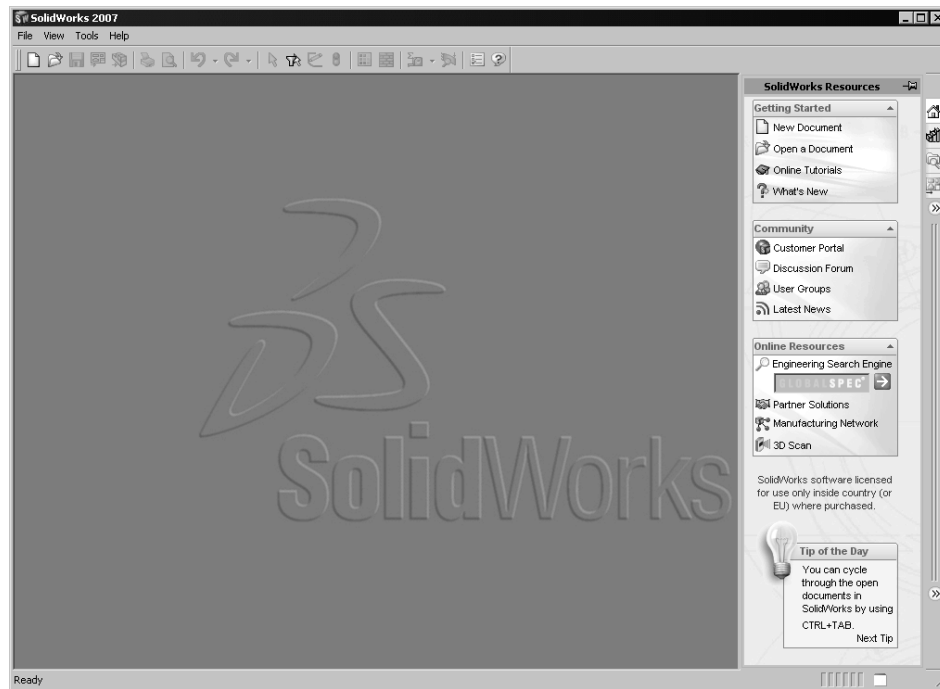 SolidWorks 2007
File View Tools Help
SolidWorks Resources
Getting Started
New Document
Open a Document
Online Tutorials
What's New
Community
Customer Portal
Discussion Forum
User Groups
Latest News
Online Resources
Engineering Search Engine
GLOBALSPEC
Partner Solutions
Manufacturing Network
3D Scan
SolidWorks software licensed
for use only inside country (or
EU) where purchased.
Tip of the Day
You can cycle
through the open
documents in
SolidWorks by using
CTRL+TAB.
Next Tip
SolidWorks
Ready